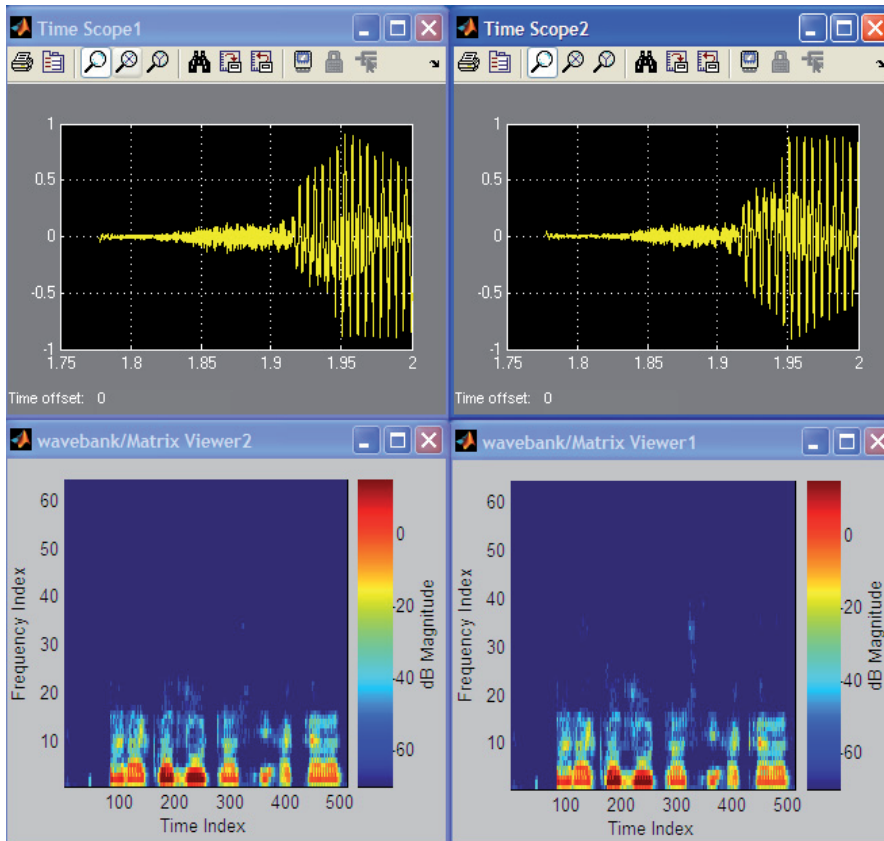 Time Scope1
1
0.5
0
-0.5
-1
1.75 1.8 1.85 1.9 1.95 2
Time offset: 0
Time Scope2
1
0.5
0
-0.5
-1
1.75 1.8 1.85 1.9 1.95 2
Time offset: 0
wavebank/Matrix Viewer2
60
50
40
30
20
10
Frequency Index
100 200 300 400 500
Time Index
0
-20
-40
-60
dB Magnitude
wavebank/Matrix Viewer1
60
50
40
30
20
10
Frequency Index
100 200 300 400 500
Time Index
0
-20
-40
-60
dB Magnitude